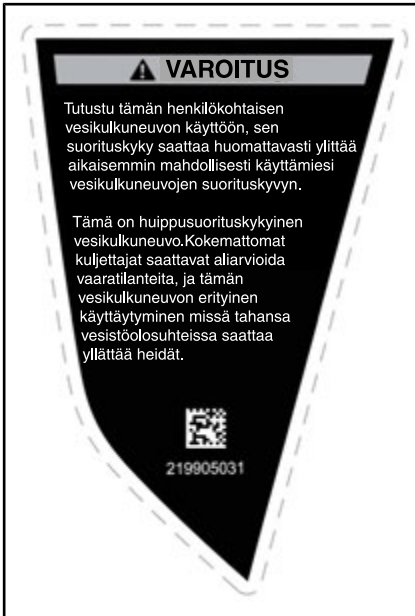 VAROITUS
Tutustu tämän henkilökohtaisen
vesikulkuneuvon käyttöön, sen
suorituskyky saattaa huomattavasti ylittää
aikaisemmin mahdollisesti käyttämiesi
vesikulkuneuvojen suorituskyvyn.
Tämä on huippusuorituskykyinen
vesikulkuneuvo.Kokemattomat
kuljettajat saattavat aliarvioida
vaaratilanteita, ja tämän
vesikulkuneuvon erityinen
käyttäytyminen missä tahansa
vesistöolosuhteissa saattaa
yllättää heidät.
219905031